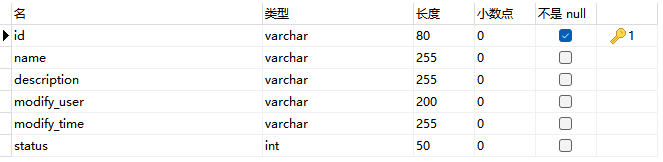 名 类型 长度 小数点 不是 null
id varchar 80 0 1
name varchar 255 0
description varchar 255 0
modify_user varchar 200 0
modify_time varchar 255 0
status int 50 0